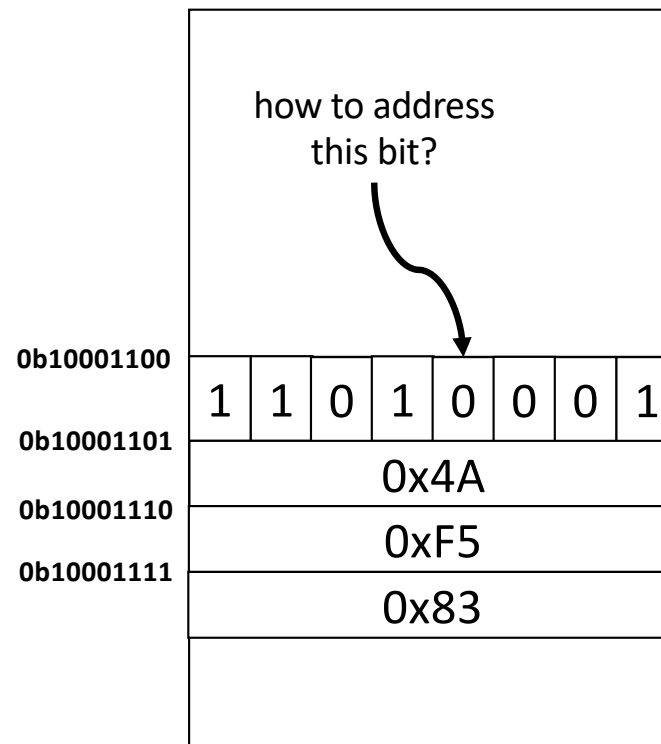 how to address
this bit?
0b10001100
1 1 0 1 0 0 0 1
0b10001101
0x4A
0b10001110
0xF5
0b10001111
0x83